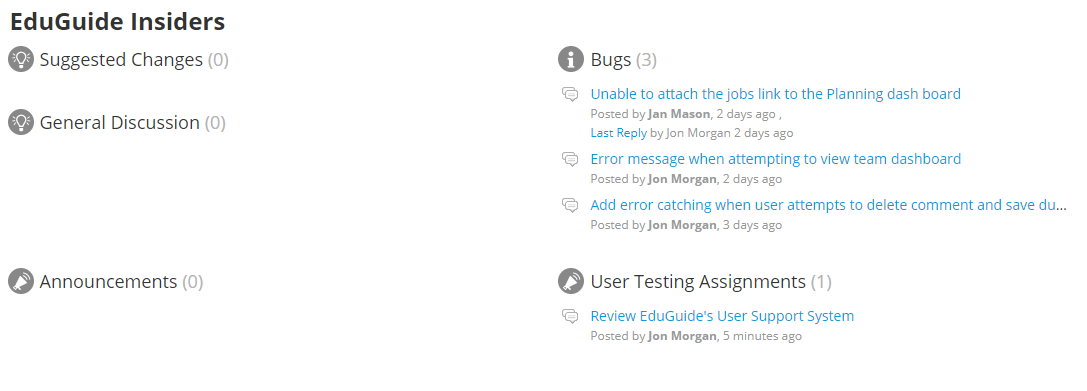 EduGuide Insiders
Suggested Changes (0)
General Discussion (0)
Bugs (3)
Unable to attach the jobs link to the Planning dash board
Posted by Jan Mason, 2 days ago ,
Last Reply by Jon Morgan 2 days ago
Error message when attempting to view team dashboard
Posted by Jon Morgan, 2 days ago
Add error catching when user attempts to delete comment and save du...
Posted by Jon Morgan, 3 days ago
Announcements (0)
User Testing Assignments (1)
Review EduGuide's User Support System
Posted by Jon Morgan, 5 minutes ago